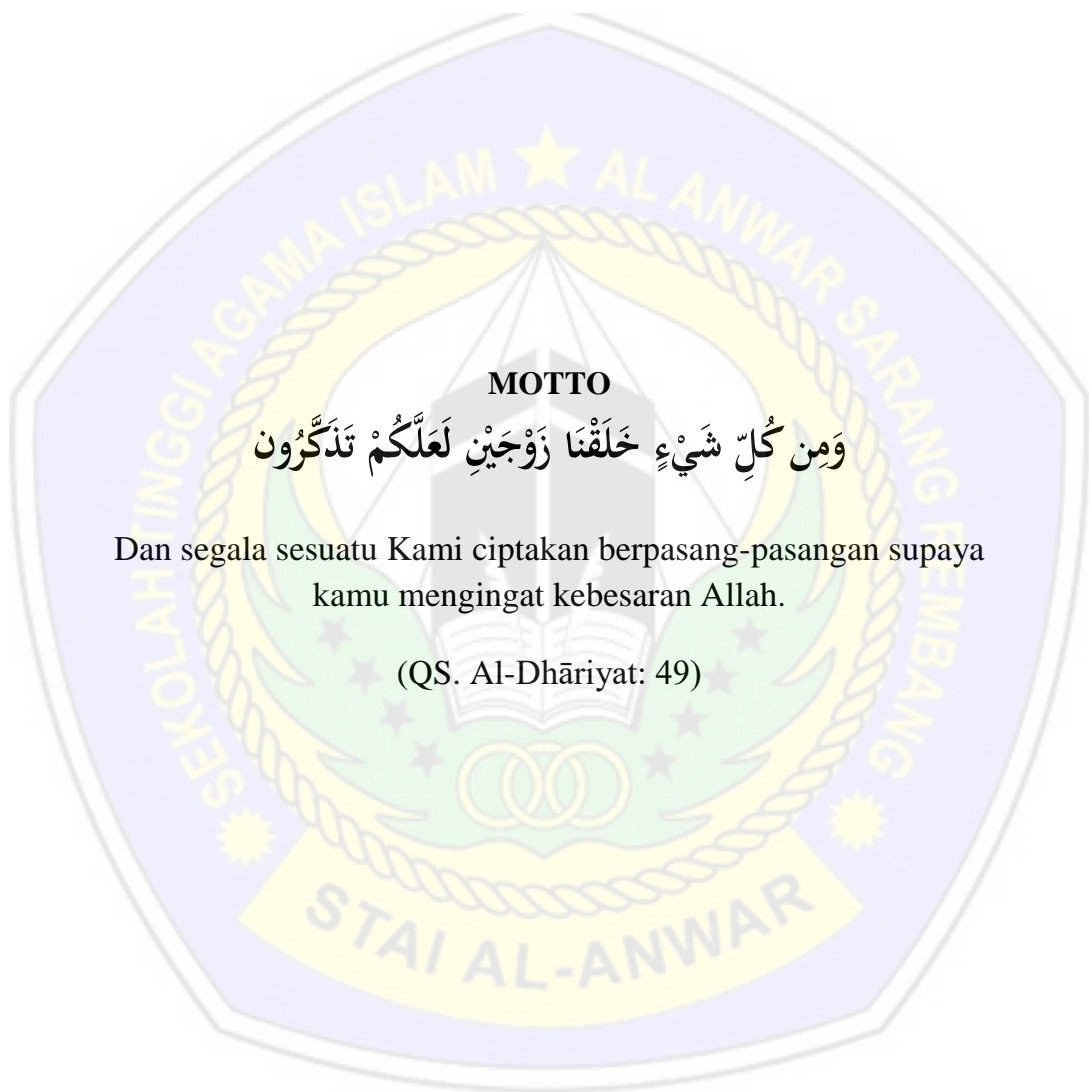 SEKOLAH TINGGI AGAMA ISLAM ★ AL ANWAR SARANG REMBANG
MOTTO
وَمِن كُلِّ شَيْءٍ خَلَقْنَا زَوْجَيْنِ لَعَلَّكُمْ تَذَكَّرُون
Dan segala sesuatu Kami ciptakan berpasang-pasangan supaya
kamu mengingat kebesaran Allah.
(QS. Al-Dhāriyat: 49)
STAI AL-ANWAR